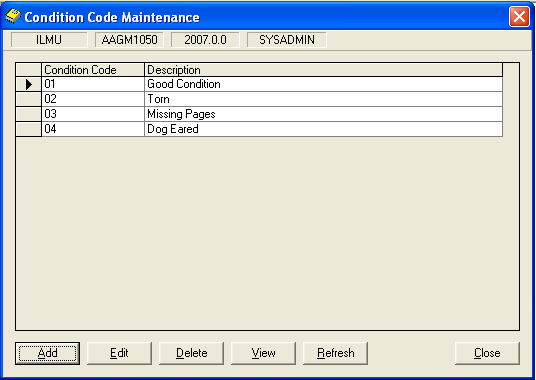 Condition Code Maintenance
ILMU AAGM1050 2007.0.0 SYSADMIN
Condition Code Description
01 Good Condition
02 Torn
03 Missing Pages
04 Dog Eared
Add Edit Delete View Refresh Close